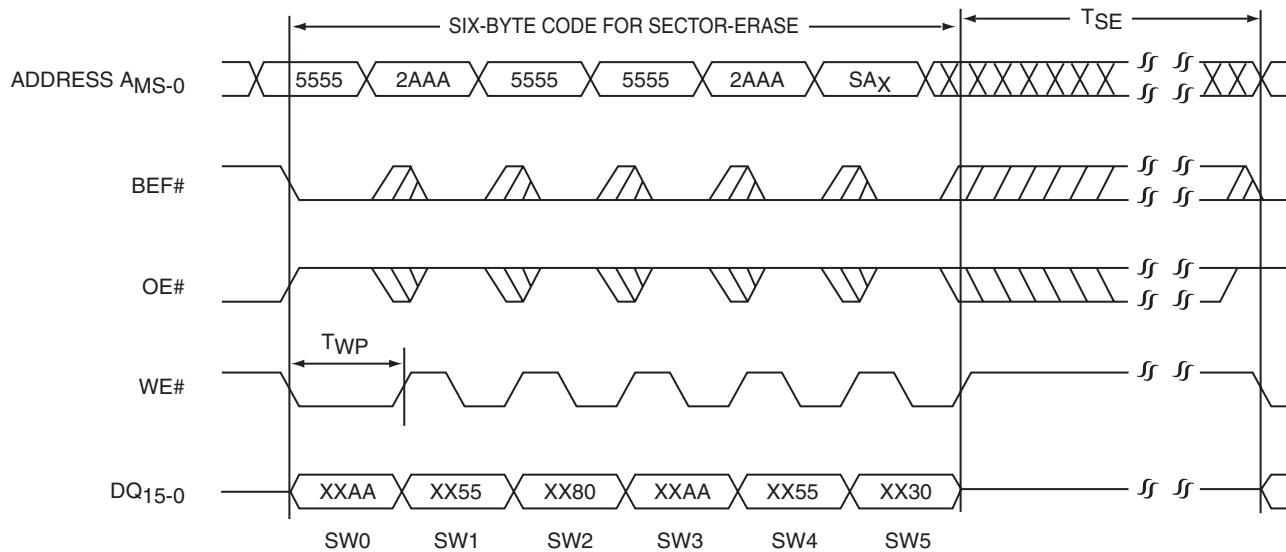 SIX-BYTE CODE FOR SECTOR-ERASE TSE
ADDRESS AMS-0 5555 2AAA 5555 5555 2AAA SAX
BEF#
OE#
TWP
WE#
DQ15-0 XXAA XX55 XX80 XXAA XX55 XX30
SW0 SW1 SW2 SW3 SW4 SW5